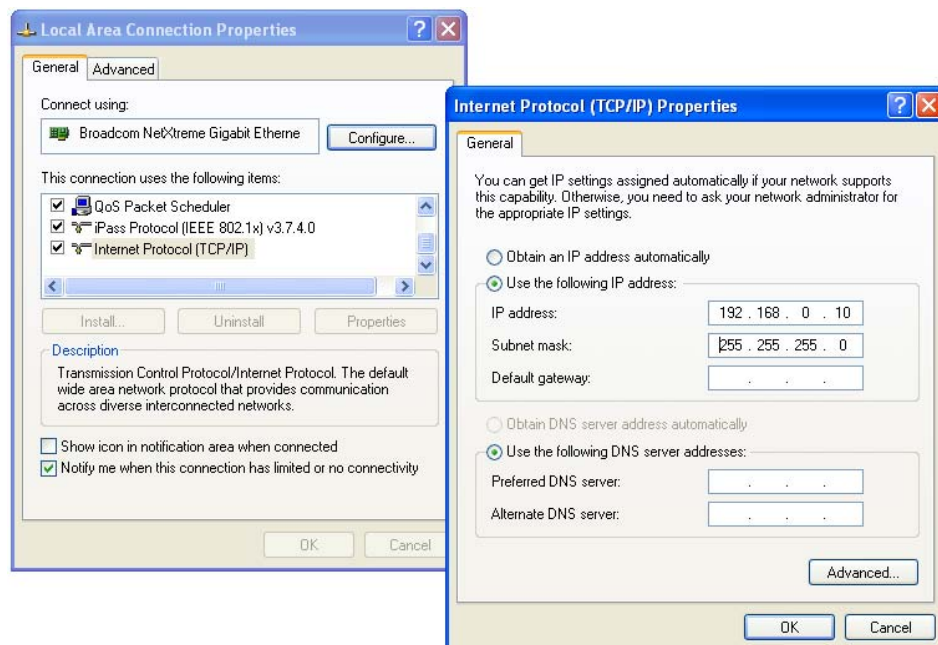 Local Area Connection Properties
General
Advanced
Connect using:
Broadcom NetXtreme Gigabit Etherne
Configure...
This connection uses the following items:
QoS Packet Scheduler
iPass Protocol (IEEE 802.1x) v3.7.4.0
Internet Protocol (TCP/IP)
Install...
Uninstall
Properties
Description
Transmission Control Protocol/Internet Protocol. The default
wide area network protocol that provides communication
across diverse interconnected networks.
Show icon in notification area when connected
Notify me when this connection has limited or no connectivity
OK
Cancel
Internet Protocol (TCP/IP) Properties
General
You can get IP settings assigned automatically if your network supports
this capability. Otherwise, you need to ask your network administrator for
the appropriate IP settings.
Obtain an IP address automatically
Use the following IP address:
IP address:
192 . 168 . 0 . 10
Subnet mask:
255 . 255 . 255 . 0
Default gateway:
. . .
Obtain DNS server address automatically
Use the following DNS server addresses:
Preferred DNS server:
. . .
Alternate DNS server:
. . .
Advanced...
OK
Cancel